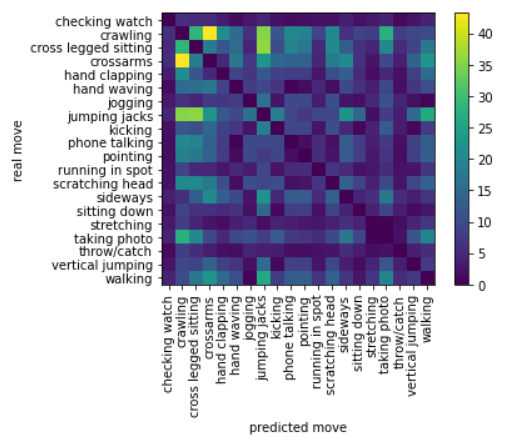 checking watch
crawling
cross legged sitting
crossarms
hand clapping
hand waving
jogging
jumping jacks
kicking
phone talking
pointing
running in spot
scratching head
sideways
sitting down
stretching
taking photo
throw/catch
vertical jumping
walking
real move
checking watch
crawling
cross legged sitting
crossarms
hand clapping
hand waving
jogging
jumping jacks
kicking
phone talking
pointing
running in spot
scratching head
sideways
sitting down
stretching
taking photo
throw/catch
vertical jumping
walking
predicted move
40
35
30
25
20
15
10
5
0